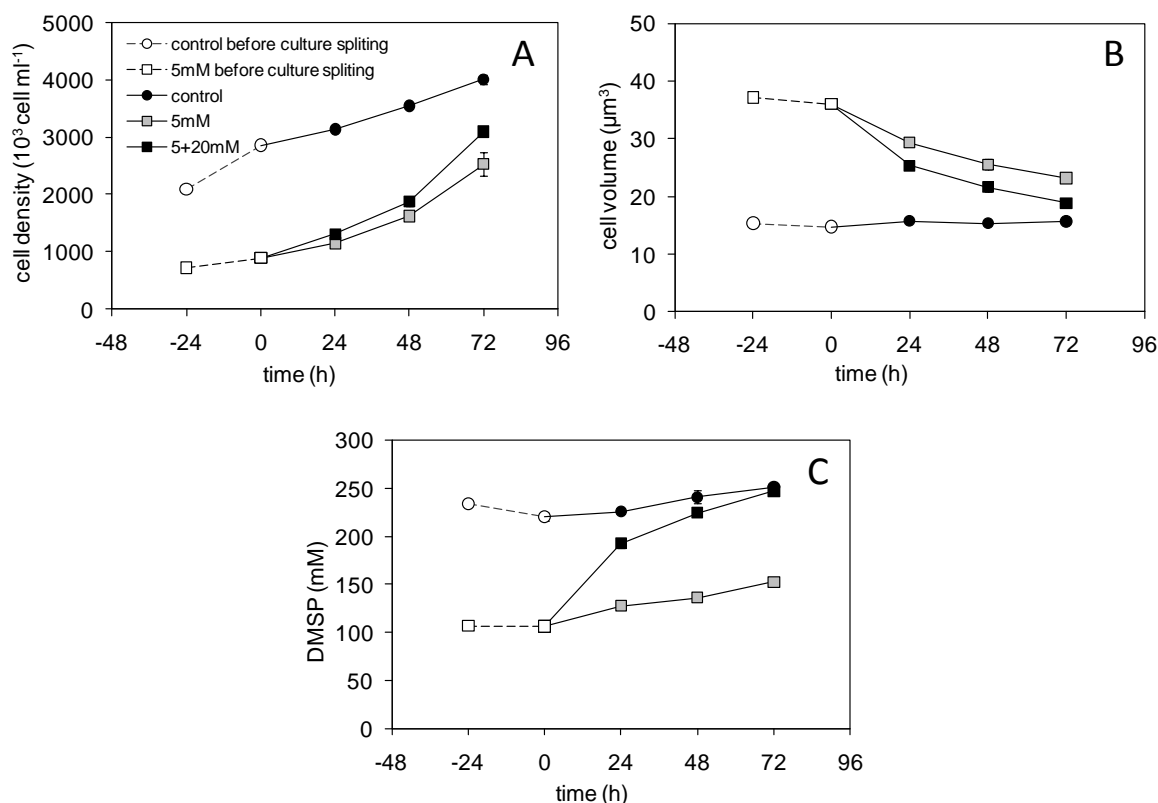 A
cell density (10³ cell ml⁻¹)
5000
4000
3000
2000
1000
0
control before culture spliting
5mM before culture spliting
control
5mM
5+20mM
-48 -24 0 24 48 72 96
time (h)
B
cell volume (µm³)
50
40
30
20
10
0
-48 -24 0 24 48 72 96
time (h)
C
DMSP (mM)
300
250
200
150
100
50
0
-48 -24 0 24 48 72 96
time (h)